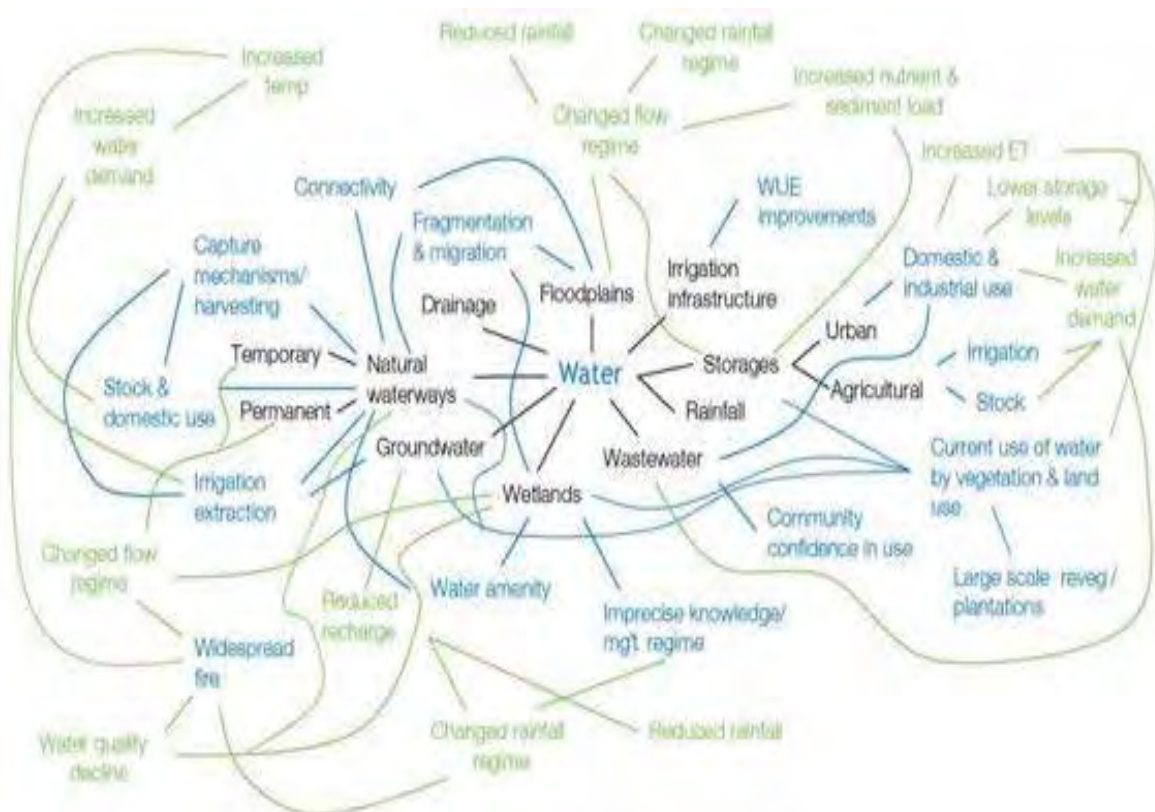 Reduced rainfall
Changed rainfall
regime
Increased
temp
Increased nutrient &
sediment load
Increased
water
demand
Changed flow
regime
Increased ET
Connectivity
WUE
improvements
Lower storage
levels
Fragmentation
& migration
Capture
mechanisms/
harvesting
Irrigation
infrastructure
Domestic &
industrial use
Increased
water
demand
Drainage
Floodplains
Urban
Temporary
Natural
waterways
Water
Storages
Irrigation
Agricultural
Stock &
domestic use
Permanent
Rainfall
Stock
Groundwater
Wastewater
Current use of water
by vegetation & land
use
Irrigation
extraction
Wetlands
Community
confidence in use
Changed flow
regime
Water amenity
Large scale reveg/
plantations
Reduced
recharge
Imprecise knowledge/
mg't regime
Widespread
fire
Water quality
decline
Changed rainfall
regime
Reduced rainfall